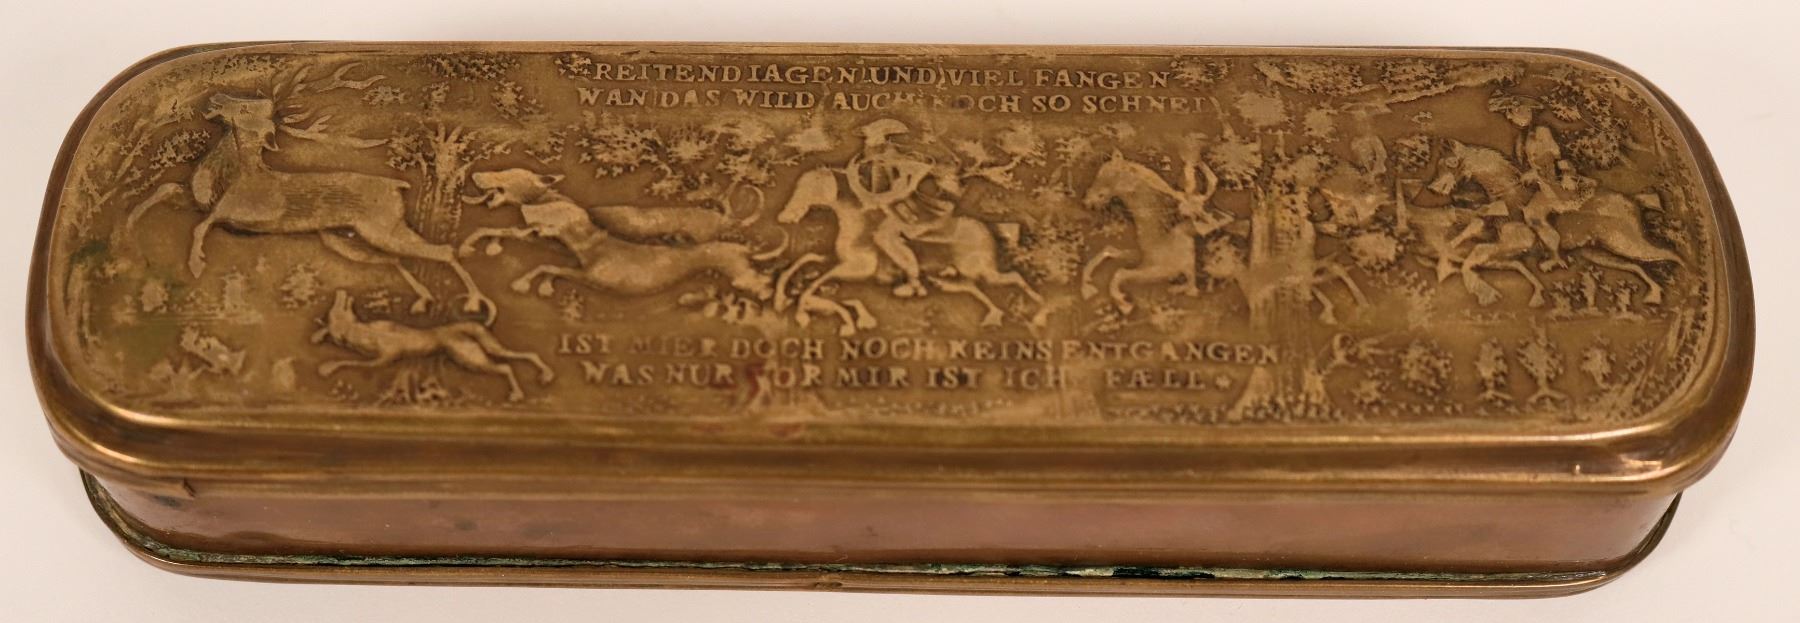 REITEND IAGEN UND VIEL FANGEN
WAN DAS WILD AUCH NOCH SO SCHNEL
IST MIER DOCH NOCH KEINS ENTGANGEN
WAS NUR VOR MIR IST ICH FÆLL